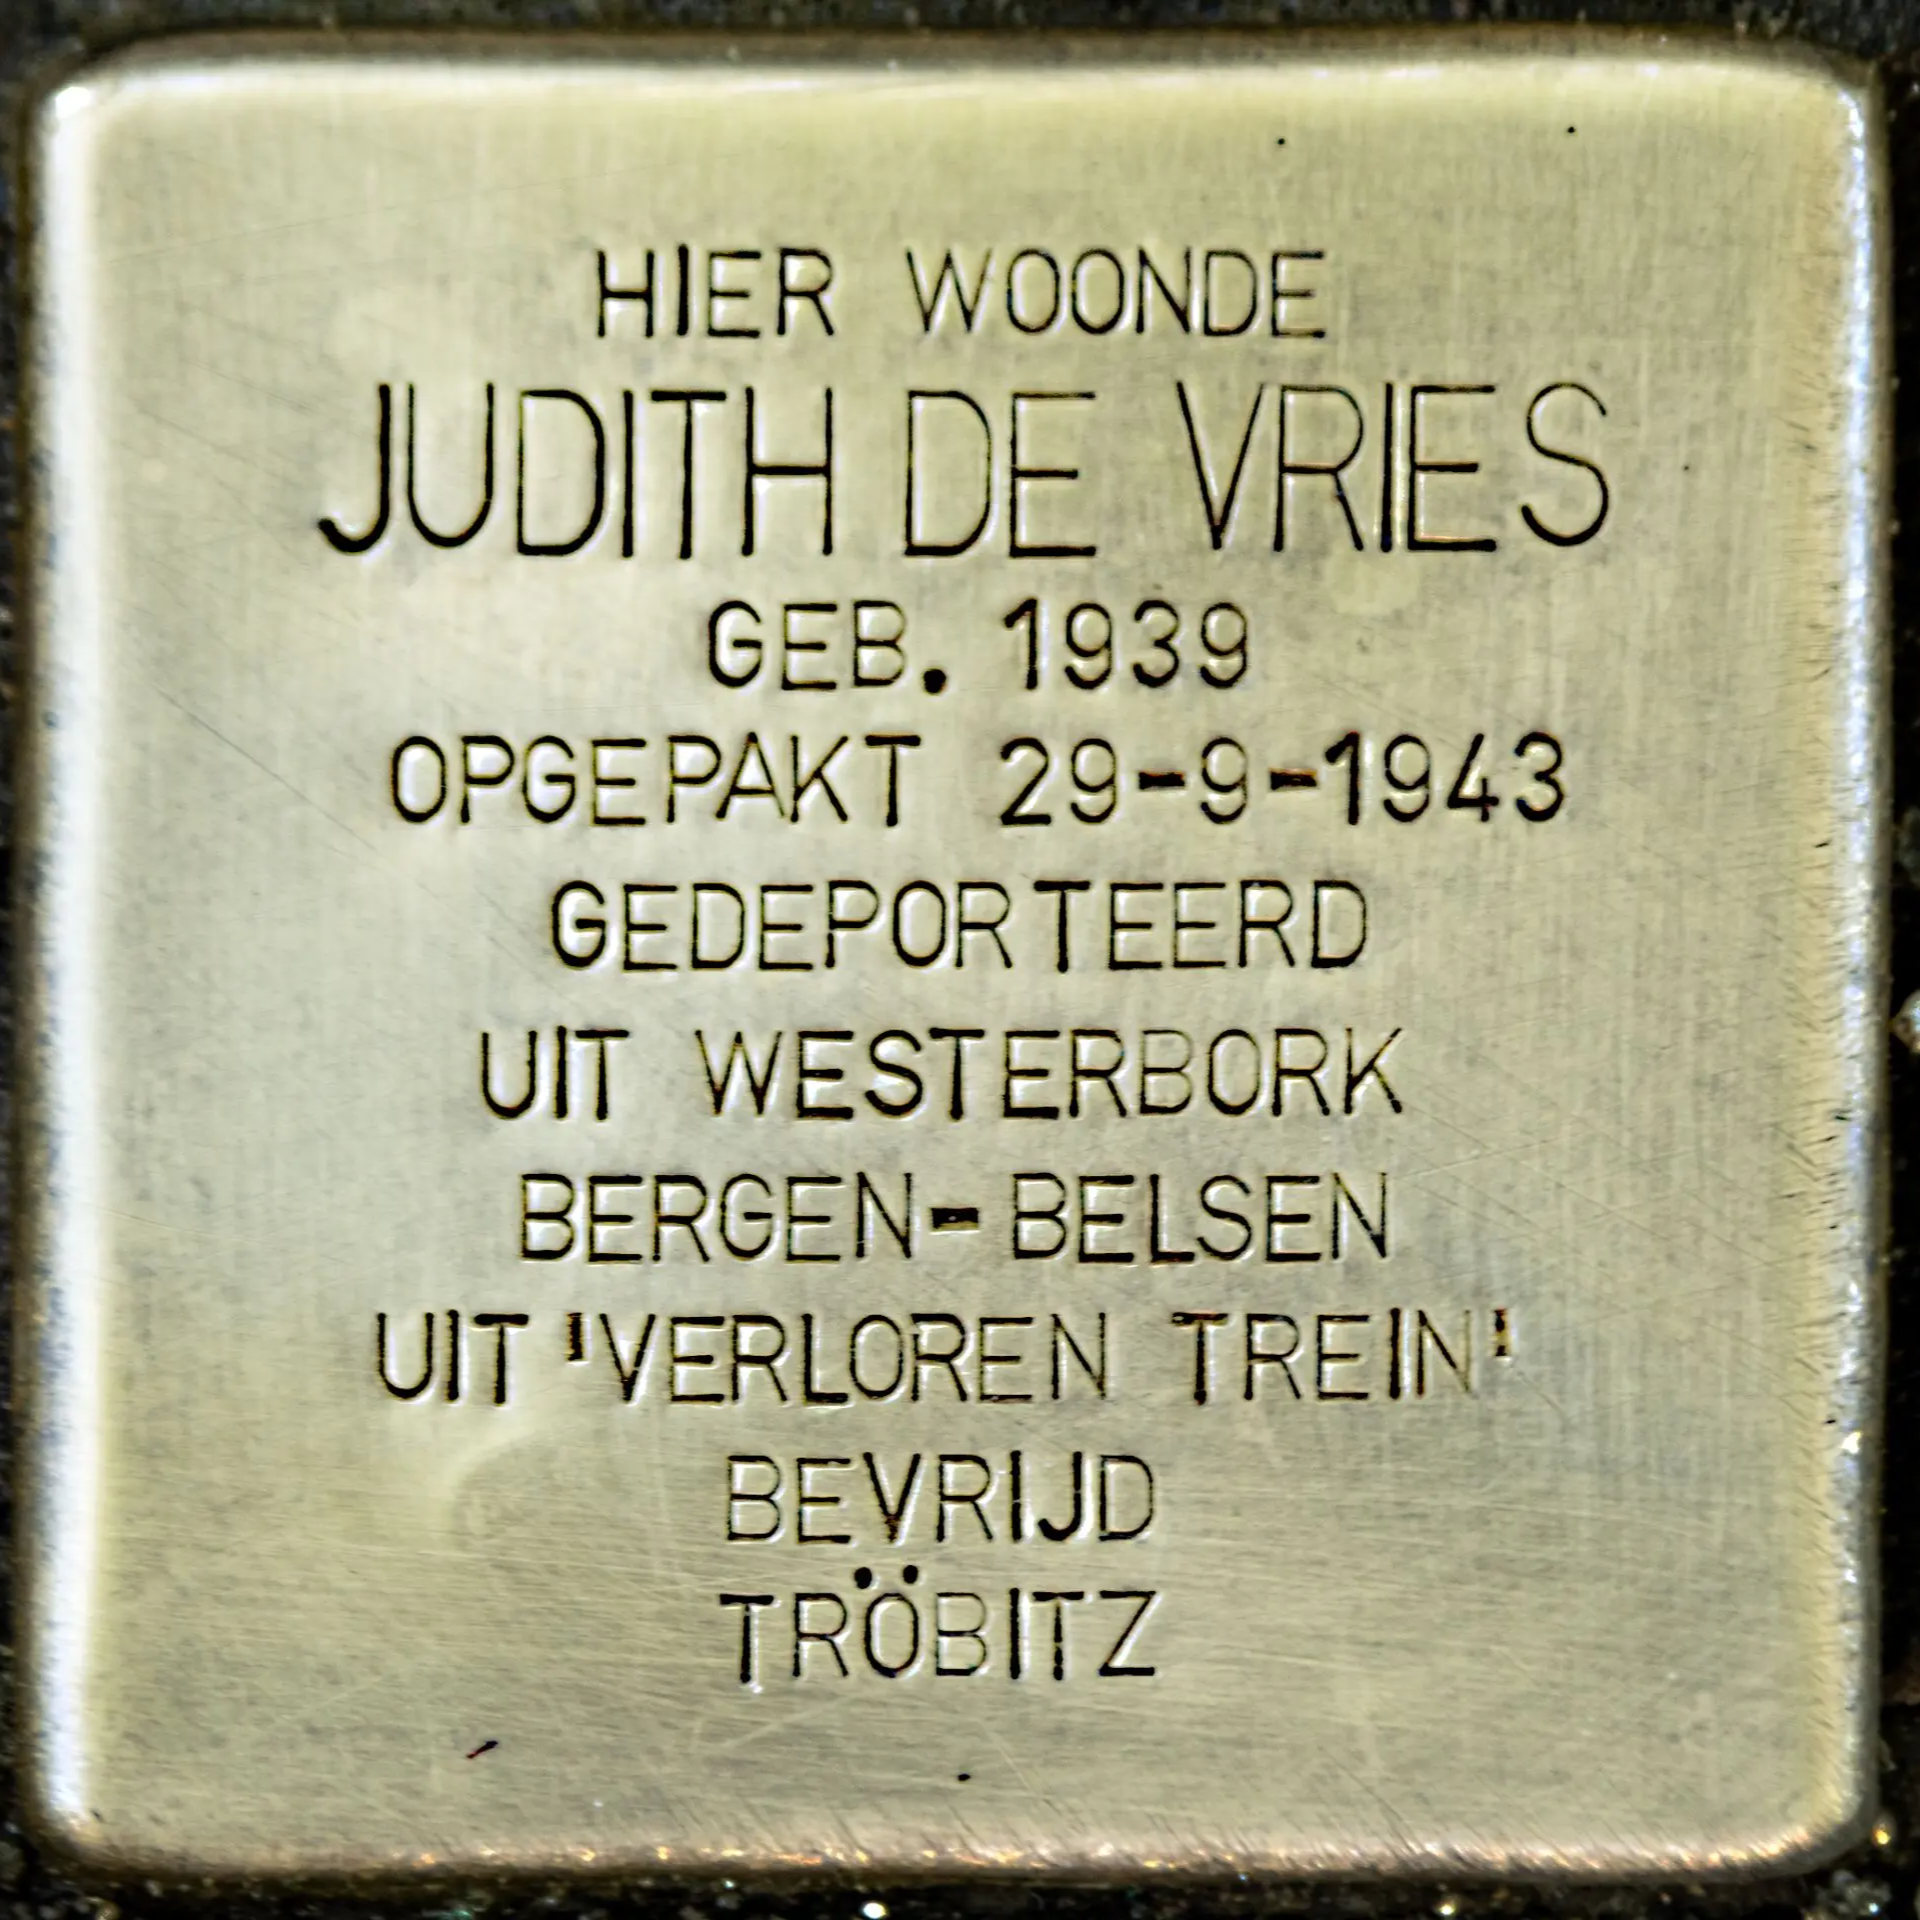 HIER WOONDE
JUDITH DE VRIES
GEB. 1939
OPGEPAKT 29-9-1943
GEDEPORTEERD
UIT WESTERBORK
BERGEN-BELSEN
UIT 'VERLOREN TREIN'
BEVRIJD
TRÖBITZ